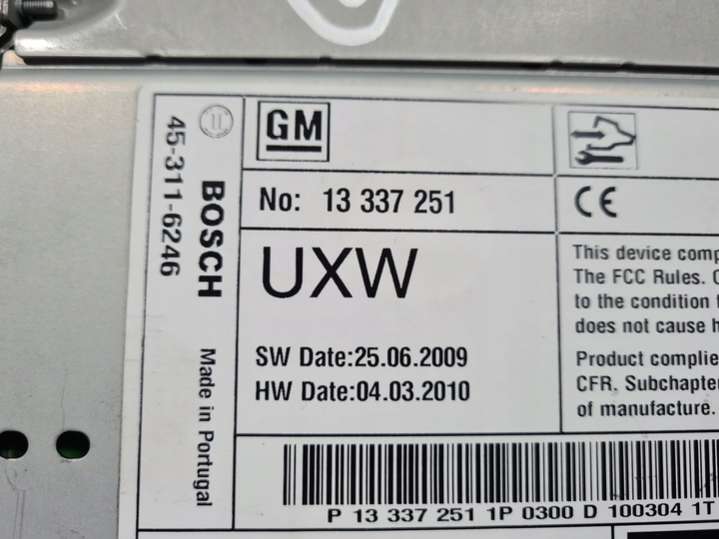 45-311-6246
BOSCH
Made in Portugal
GM
No: 13 337 251
UXW
SW Date:25.06.2009
HW Date:04.03.2010
CE
This device comp
The FCC Rules. O
to the condition t
does not cause h
Product complie
CFR, Subchapter
of manufacture.
P 13 337 251 1P 0300 D 100304 1T